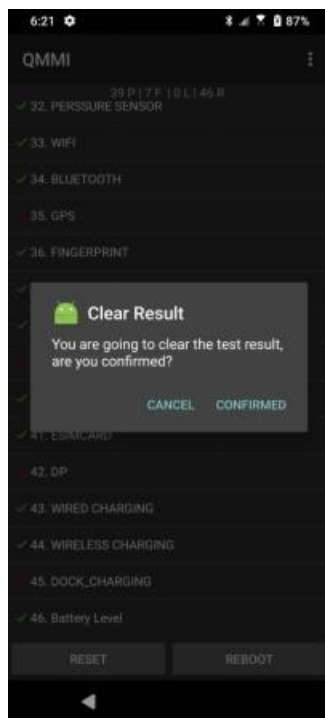 6:21
87%
QMMI
39 P | 7 F | 0 L | 46 R
32. PERSSURE SENSOR
33. WIFI
34. BLUETOOTH
35. GPS
36. FINGERPRINT
Clear Result
You are going to clear the test result,
are you confirmed?
CANCEL
CONFIRMED
41. ESIMCARD
42. DP
43. WIRED CHARGING
44. WIRELESS CHARGING
45. DOCK_CHARGING
46. Battery Level
RESET
REBOOT